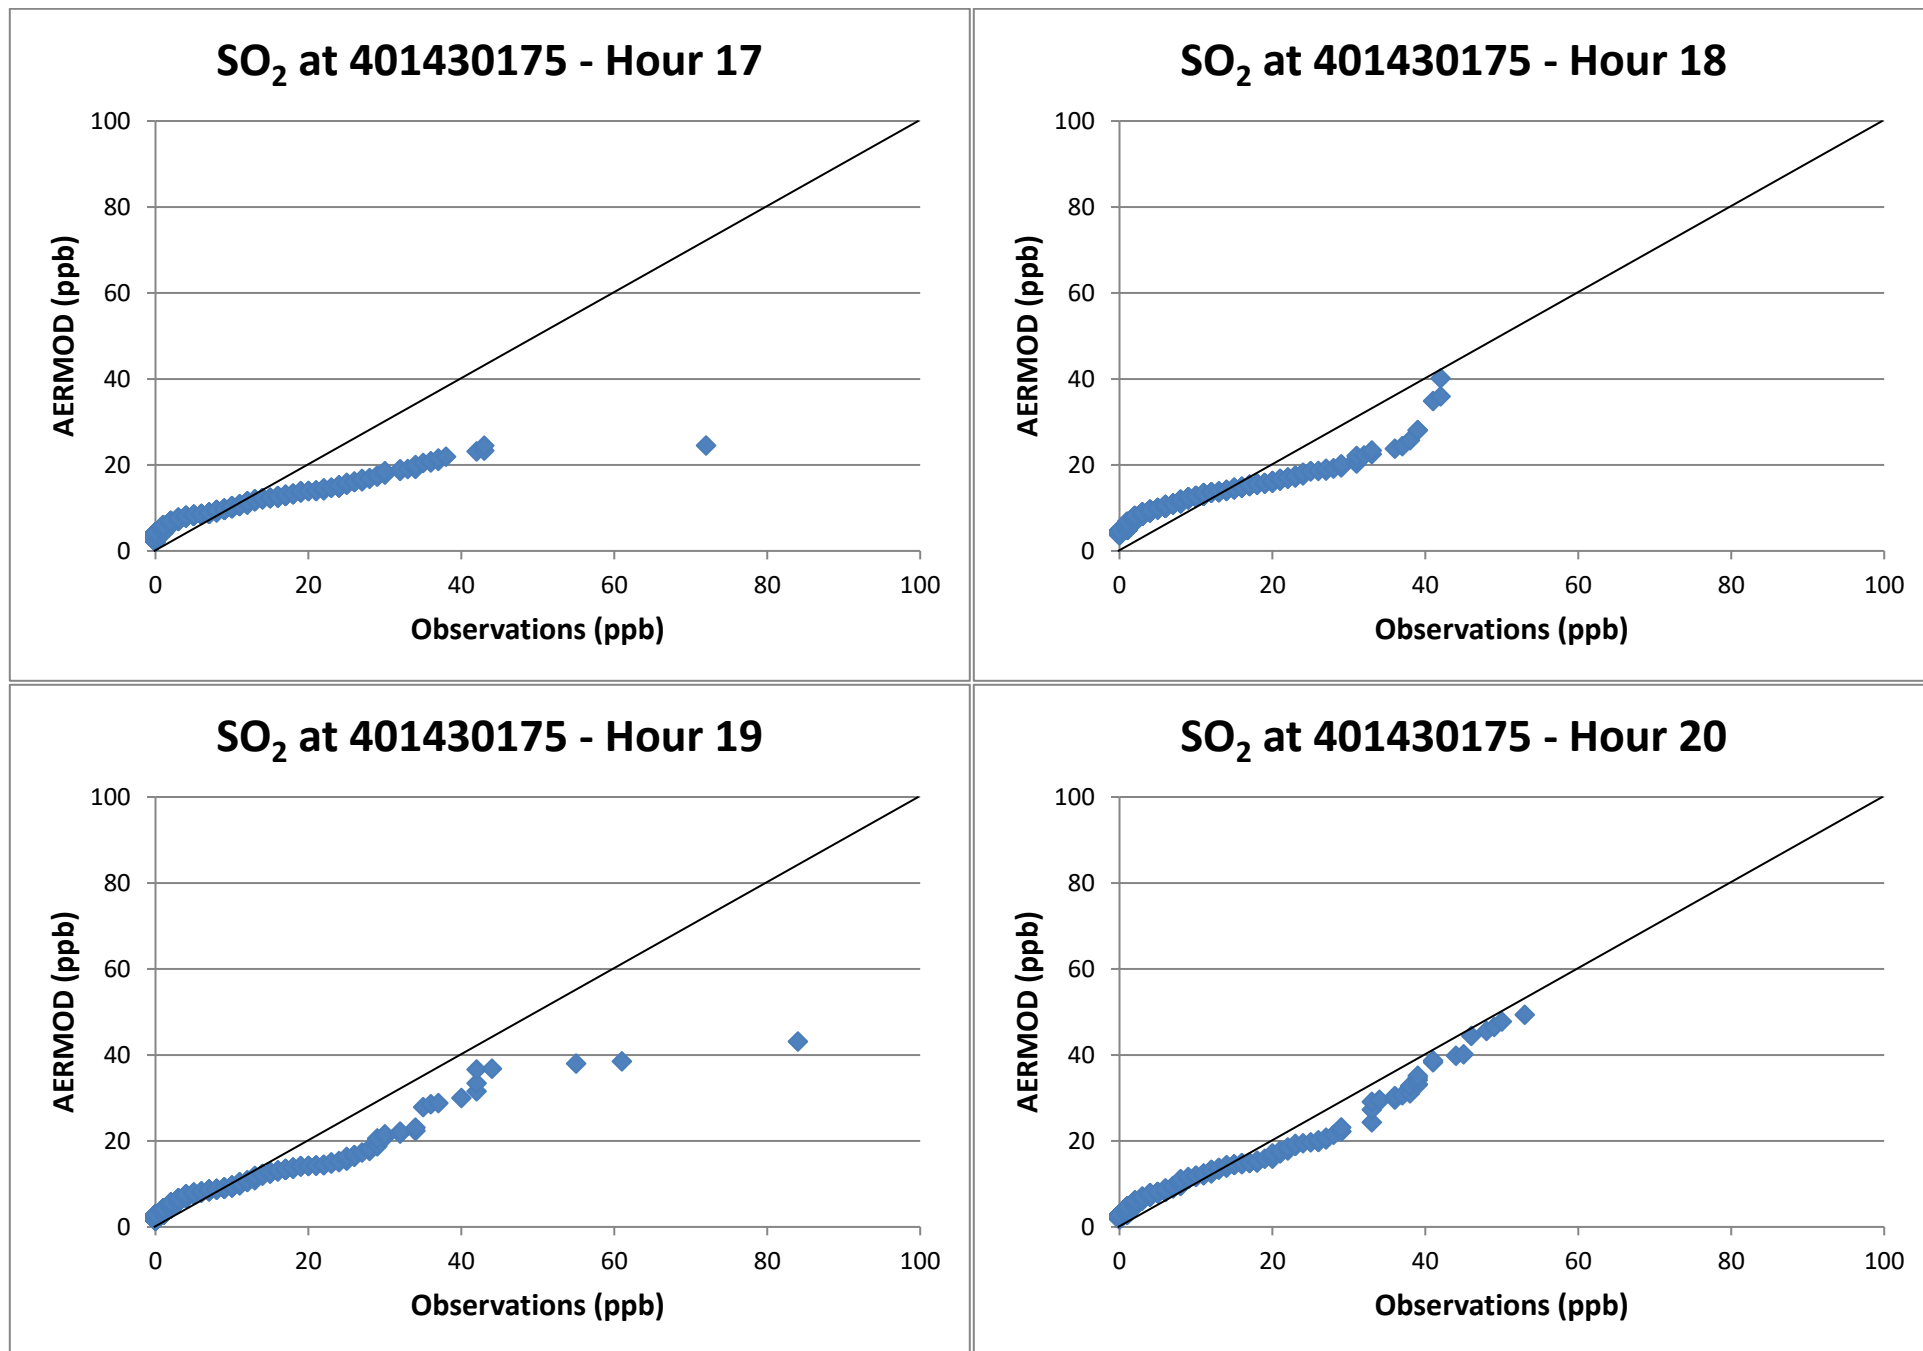 SO2 at 401430175 - Hour 17
100
80
60
40
20
0
AERMOD (ppb)
0 20 40 60 80 100
Observations (ppb)
SO2 at 401430175 - Hour 18
100
80
60
40
20
0
AERMOD (ppb)
0 20 40 60 80 100
Observations (ppb)
SO2 at 401430175 - Hour 19
100
80
60
40
20
0
AERMOD (ppb)
0 20 40 60 80 100
Observations (ppb)
SO2 at 401430175 - Hour 20
100
80
60
40
20
0
AERMOD (ppb)
0 20 40 60 80 100
Observations (ppb)